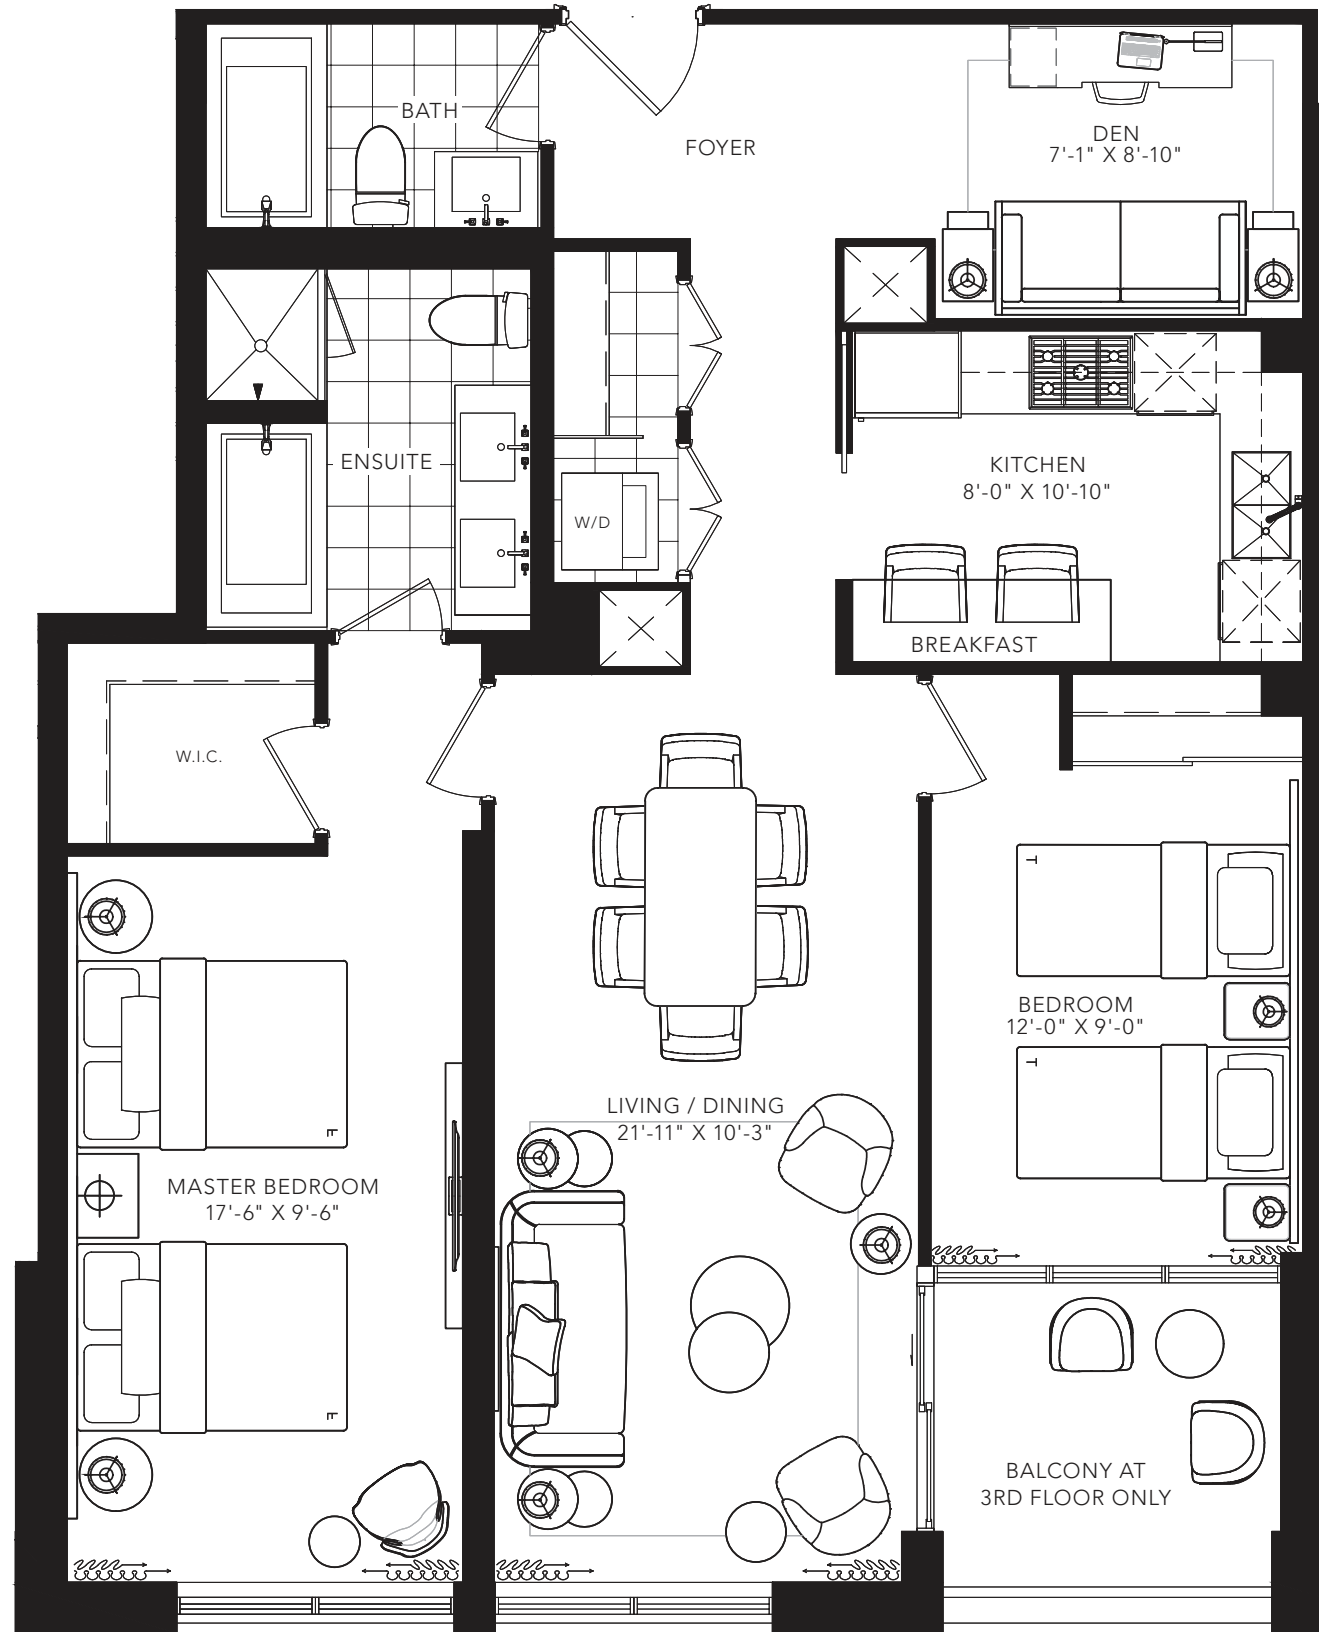 BATH
FOYER
DEN
7'-1" X 8'-10"
ENSUITE
KITCHEN
8'-0" X 10'-10"
W/D
BREAKFAST
W.I.C.
T
BEDROOM
12'-0" X 9'-0"
T
LIVING / DINING
21'-11" X 10'-3"
F
MASTER BEDROOM
17'-6" X 9'-6"
F
BALCONY AT
3RD FLOOR ONLY